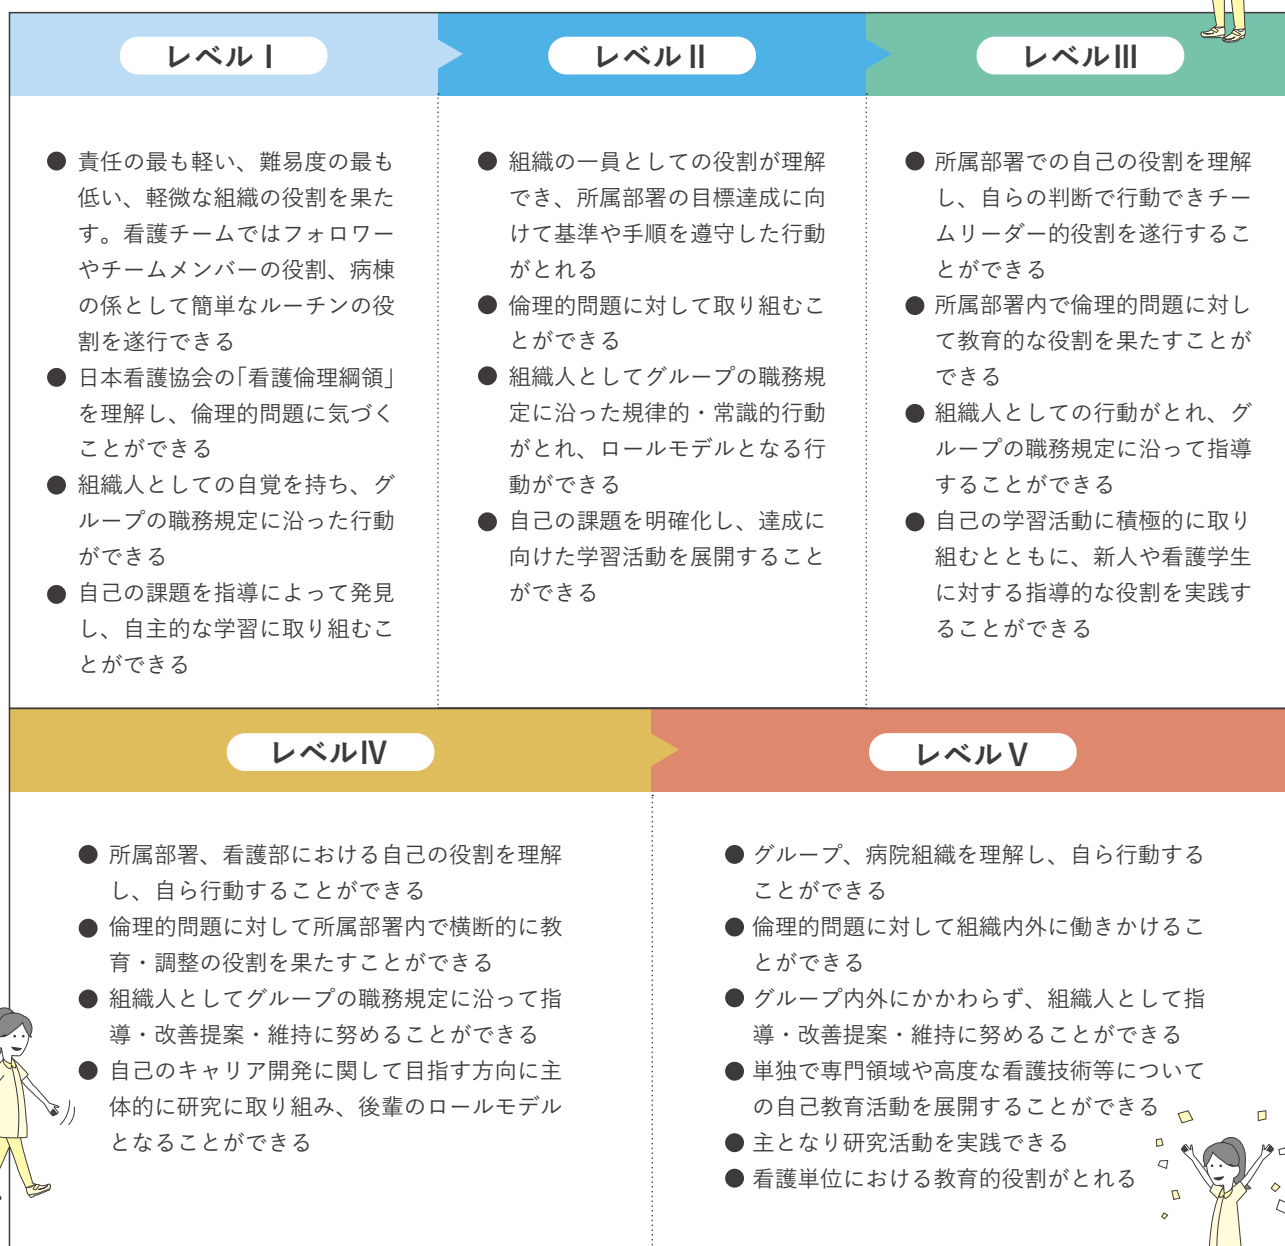 レベルⅠ
● 責任の最も軽い、難易度の最も
低い、軽微な組織の役割を果た
す。看護チームではフォロワー
やチームメンバーの役割、病棟
の係として簡単なルーチンの役
割を遂行できる
● 日本看護協会の「看護倫理綱領」
を理解し、倫理的問題に気づく
ことができる
● 組織人としての自覚を持ち、グ
ループの職務規定に沿った行動
ができる
● 自己の課題を指導によって発見
し、自主的な学習に取り組むこ
とができる
レベルⅡ
● 組織の一員としての役割が理解
でき、所属部署の目標達成に向
けて基準や手順を遵守した行動
がとれる
● 倫理的問題に対して取り組むこ
とができる
● 組織人としてグループの職務規
定に沿った規律的・常識的行動
がとれ、ロールモデルとなる行
動ができる
● 自己の課題を明確化し、達成に
向けた学習活動を展開すること
ができる
レベルⅢ
● 所属部署での自己の役割を理解
し、自らの判断で行動できチー
ムリーダー的役割を遂行するこ
とができる
● 所属部署内で倫理的問題に対し
て教育的な役割を果たすことが
できる
● 組織人としての行動がとれ、グ
ループの職務規定に沿って指導
することができる
● 自己の学習活動に積極的に取り
組むとともに、新人や看護学生
に対する指導的な役割を実践す
ることができる
レベルⅣ
● 所属部署、看護部における自己の役割を理解
し、自ら行動することができる
● 倫理的問題に対して所属部署内で横断的に教
育・調整の役割を果たすことができる
● 組織人としてグループの職務規定に沿って指
導・改善提案・維持に努めることができる
● 自己のキャリア開発に関して目指す方向に主
体的に研究に取り組み、後輩のロールモデル
となることができる
レベルⅤ
● グループ、病院組織を理解し、自ら行動する
ことができる
● 倫理的問題に対して組織内外に働きかけるこ
とができる
● グループ内外にかかわらず、組織人として指
導・改善提案・維持に努めることができる
● 単独で専門領域や高度な看護技術等について
の自己教育活動を展開することができる
● 主となり研究活動を実践できる
● 看護単位における教育的役割がとれる